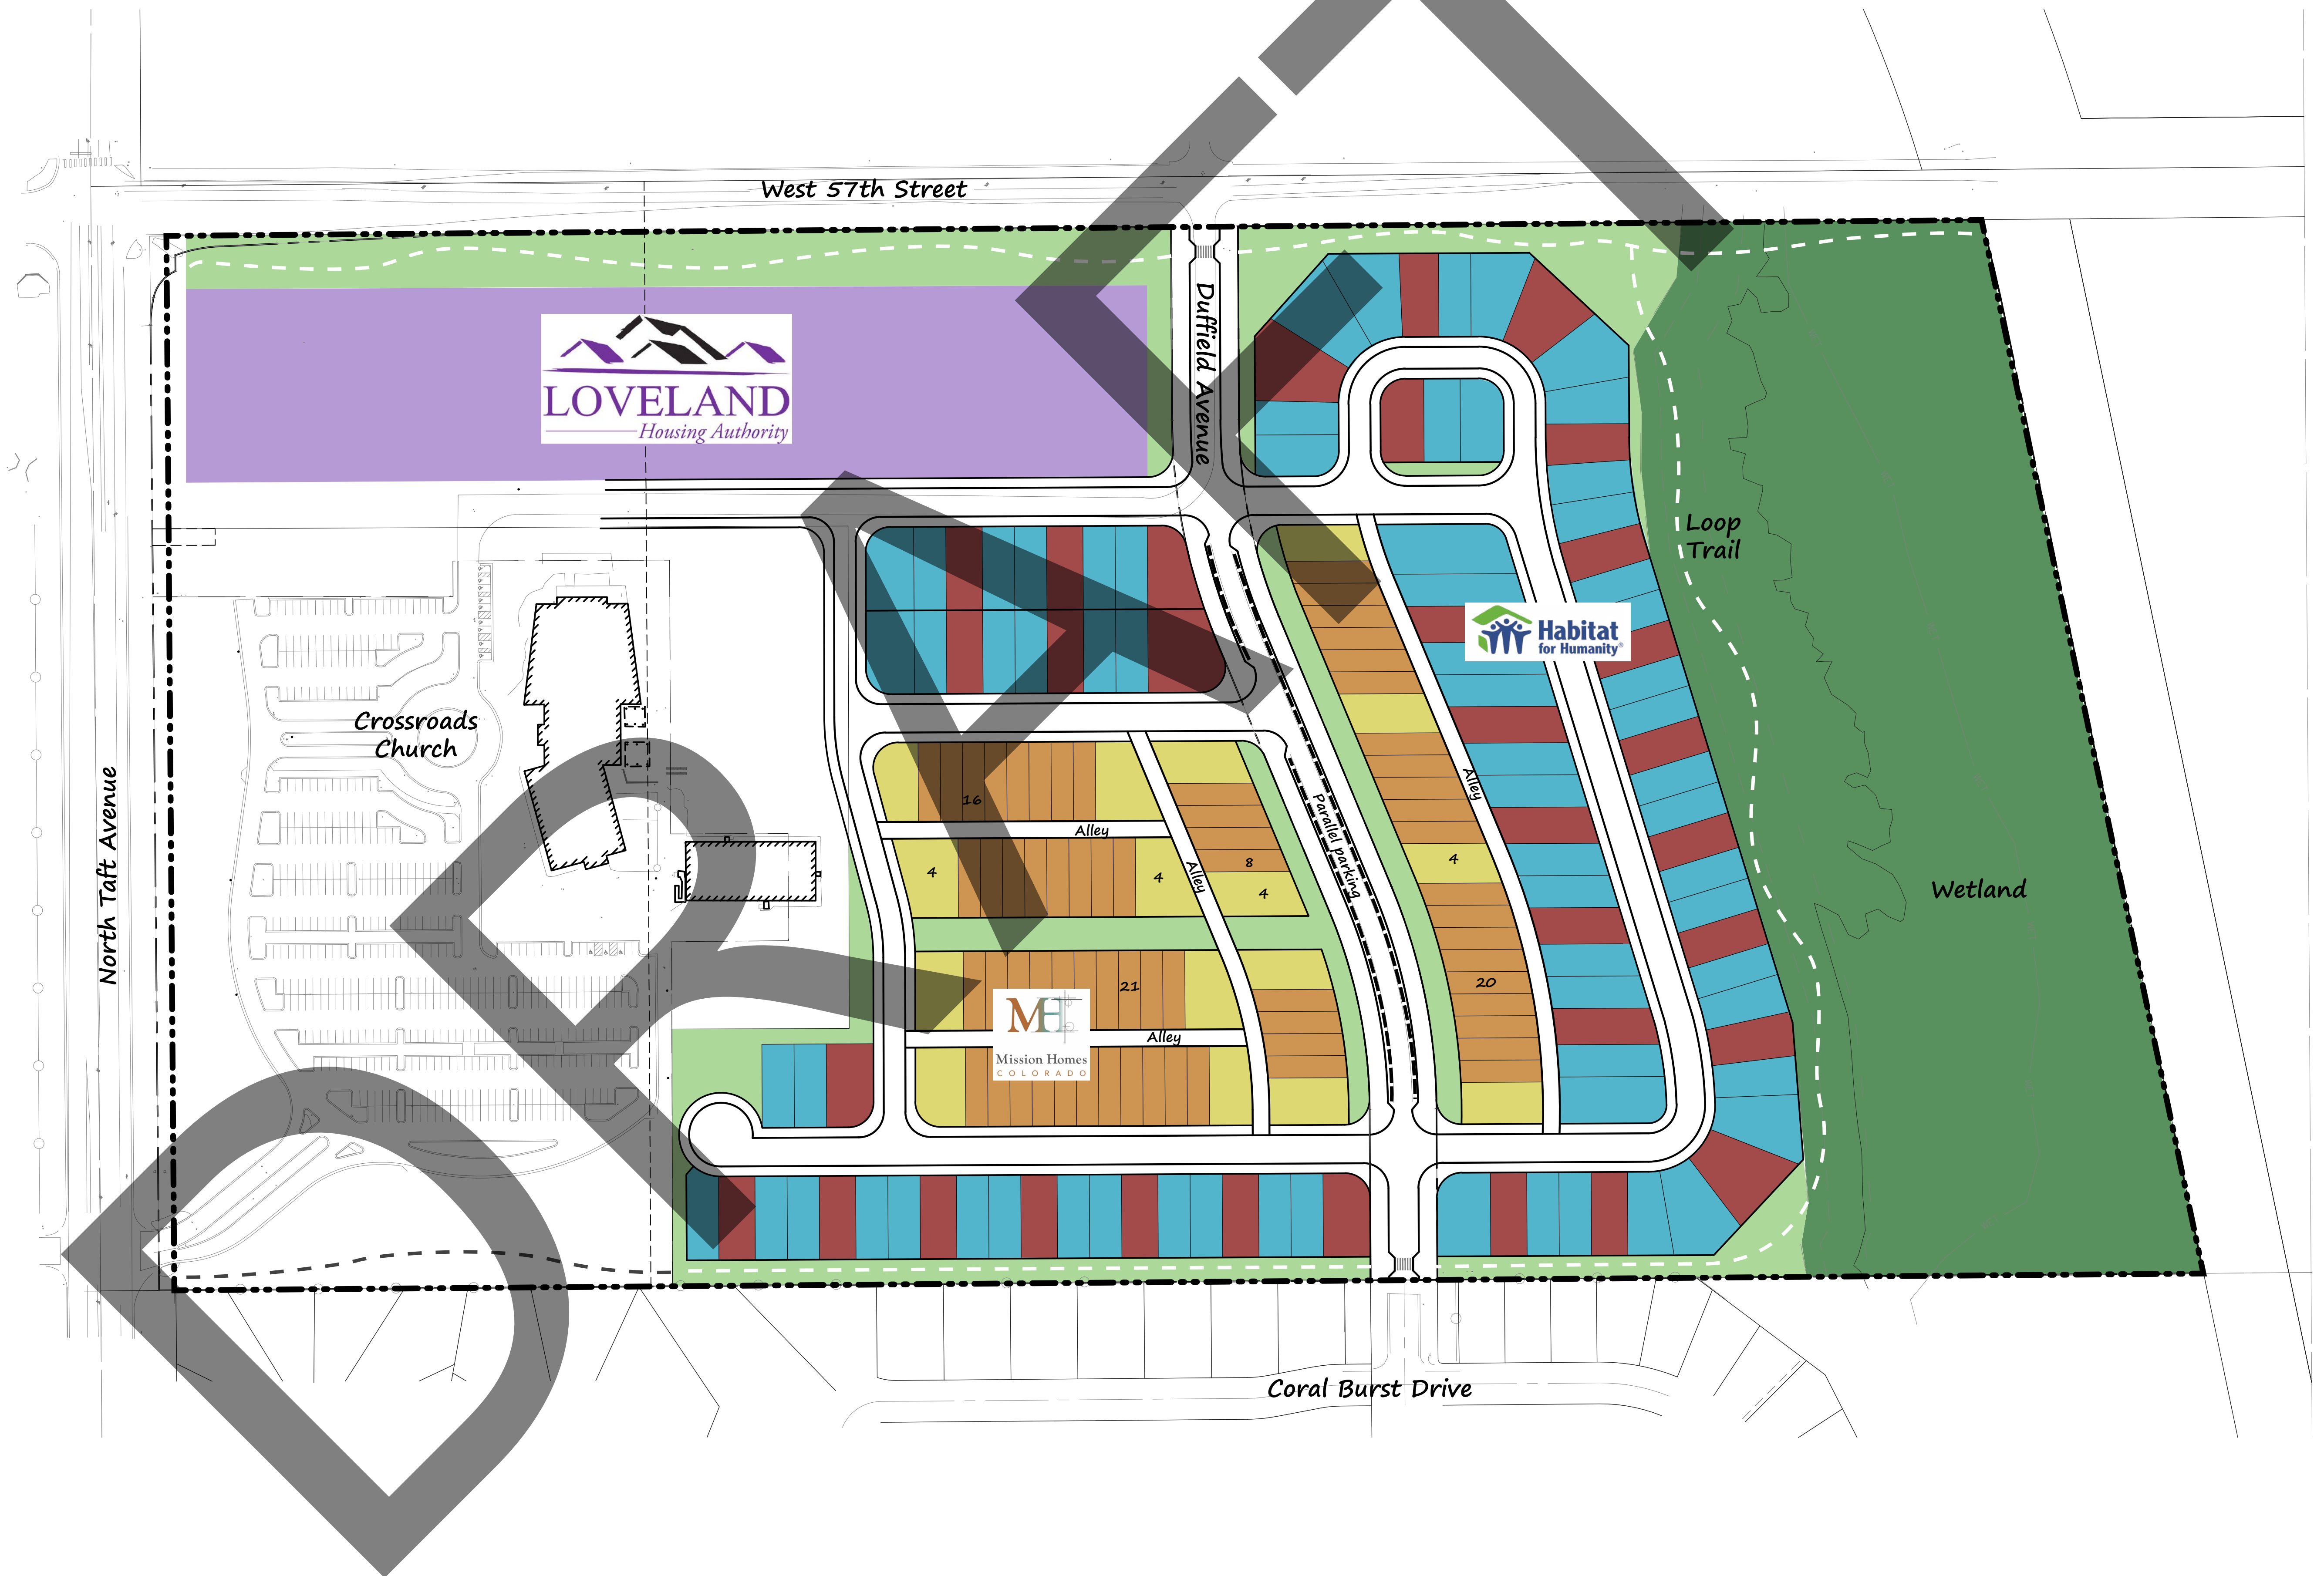 West 57th Street
Duffield Avenue
LOVELAND
Housing Authority
Loop
Trail
Habitat
for Humanity®
Crossroads
Church
North Taft Avenue
16
Alley
Alley
Alley
4
4
8
4
4
Parallel parking
Wetland
21
20
MH
Mission Homes
COLORADO
Alley
Coral Burst Drive
DRAFT